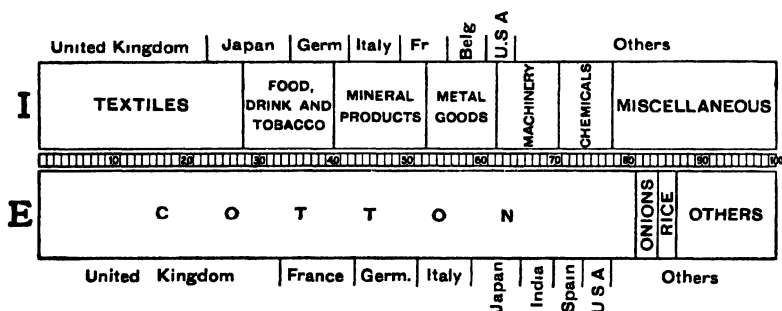 United Kingdom Japan Germ Italy Fr Belg U.S A Others
I TEXTILES FOOD, DRINK AND TOBACCO MINERAL PRODUCTS METAL GOODS MACHINERY CHEMICALS MISCELLANEOUS
10 20 30 40 50 60 70 80 90 100
E COTTON ONIONS RICE OTHERS
United Kingdom France Germ. Italy Japan India Spain U S A Others